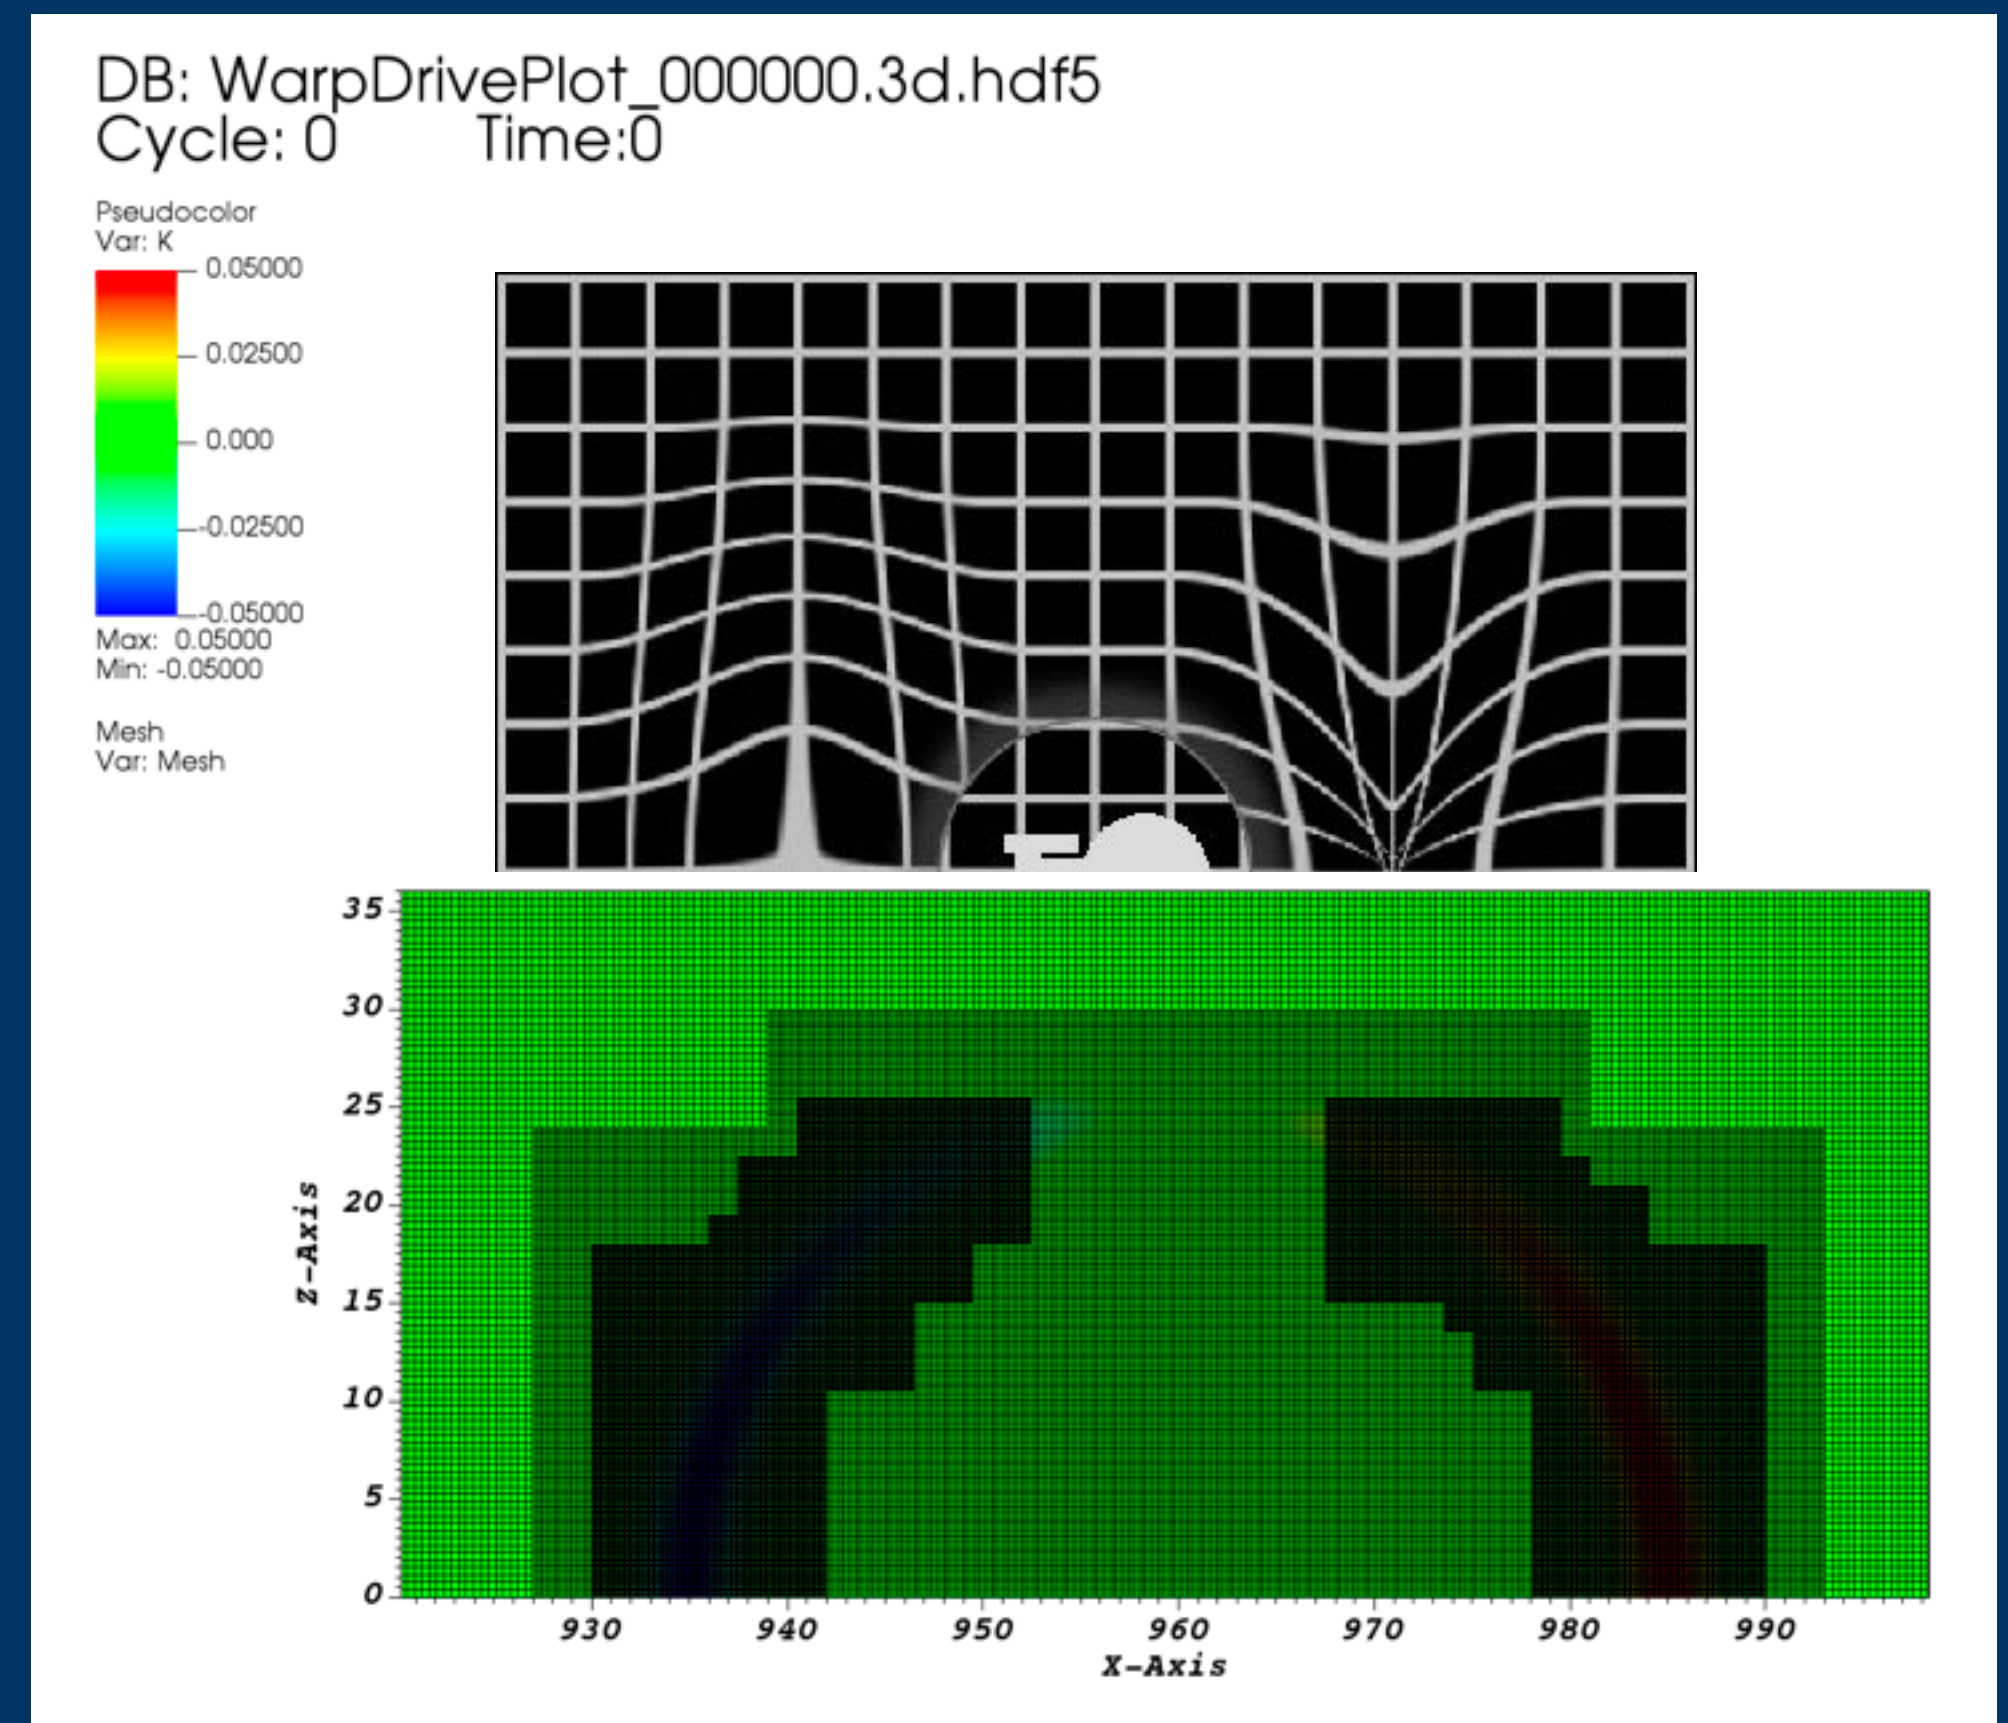 DB: WarpDrivePlot_000000.3d.hdf5
Cycle: 0 Time:0
Pseudocolor
Var: K
0.05000
0.02500
0.000
-0.02500
-0.05000
Max: 0.05000
Min: -0.05000
Mesh
Var: Mesh
35
30
25
20
15
10
5
0
Z-Axis
930 940 950 960 970 980 990
X-Axis